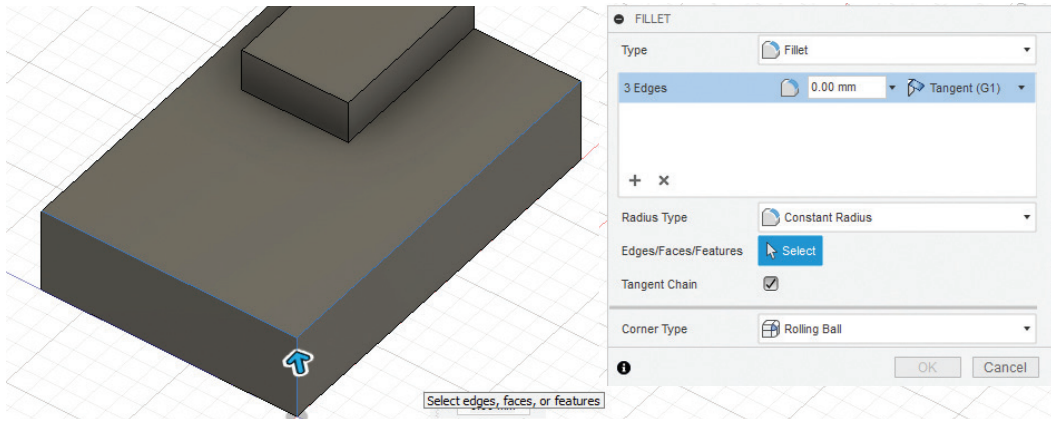 FILLET
Type Fillet
3 Edges 0.00 mm Tangent (G1)
Radius Type Constant Radius
Edges/Faces/Features Select
Tangent Chain
Corner Type Rolling Ball
OK Cancel
Select edges, faces, or features